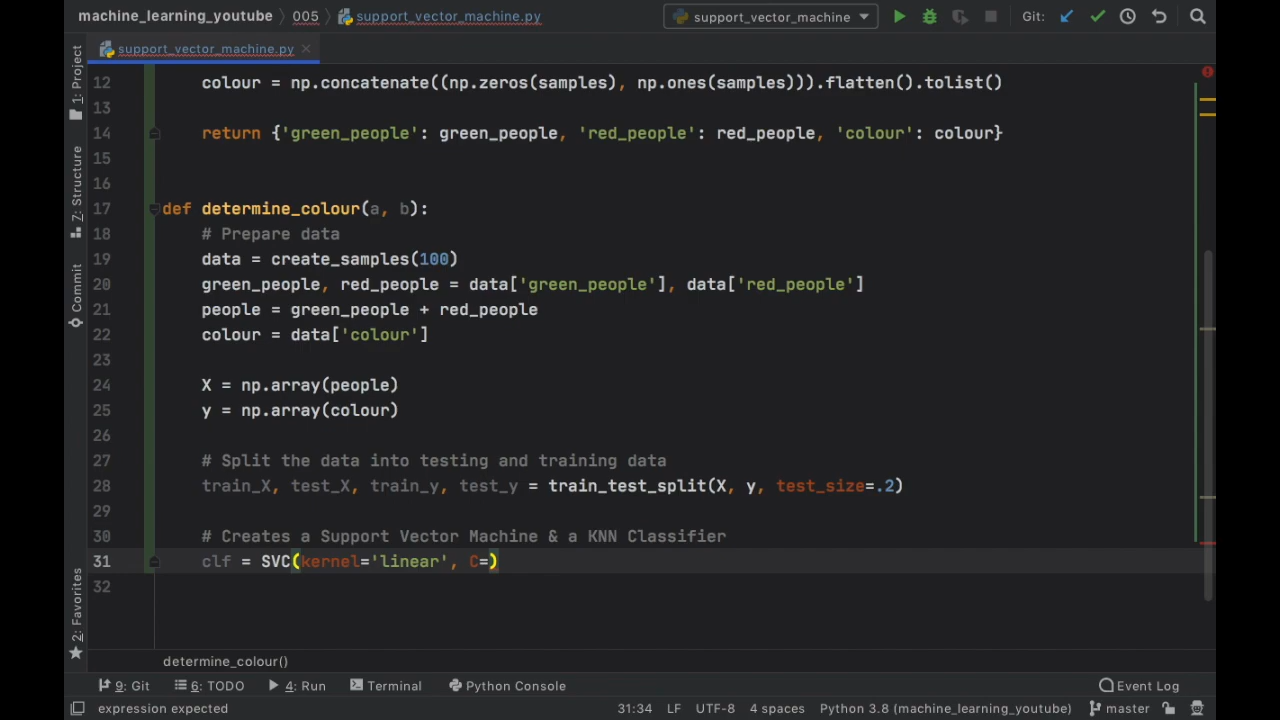 machine_learning_youtube 005 support_vector_machine.py support_vector_machine Git:
support_vector_machine.py
1: Project
7: Structure
Commit
2: Favorites
12 colour = np.concatenate((np.zeros(samples), np.ones(samples))).flatten().tolist()
13
14 return {'green_people': green_people, 'red_people': red_people, 'colour': colour}
15
16
17 def determine_colour(a, b):
18 # Prepare data
19 data = create_samples(100)
20 green_people, red_people = data['green_people'], data['red_people']
21 people = green_people + red_people
22 colour = data['colour']
23
24 X = np.array(people)
25 y = np.array(colour)
26
27 # Split the data into testing and training data
28 train_X, test_X, train_y, test_y = train_test_split(X, y, test_size=.2)
29
30 # Creates a Support Vector Machine & a KNN Classifier
31 clf = SVC(kernel='linear', C=)
32
determine_colour()
9: Git 6: TODO 4: Run Terminal Python Console Event Log
expression expected 31:34 LF UTF-8 4 spaces Python 3.8 (machine_learning_youtube) master